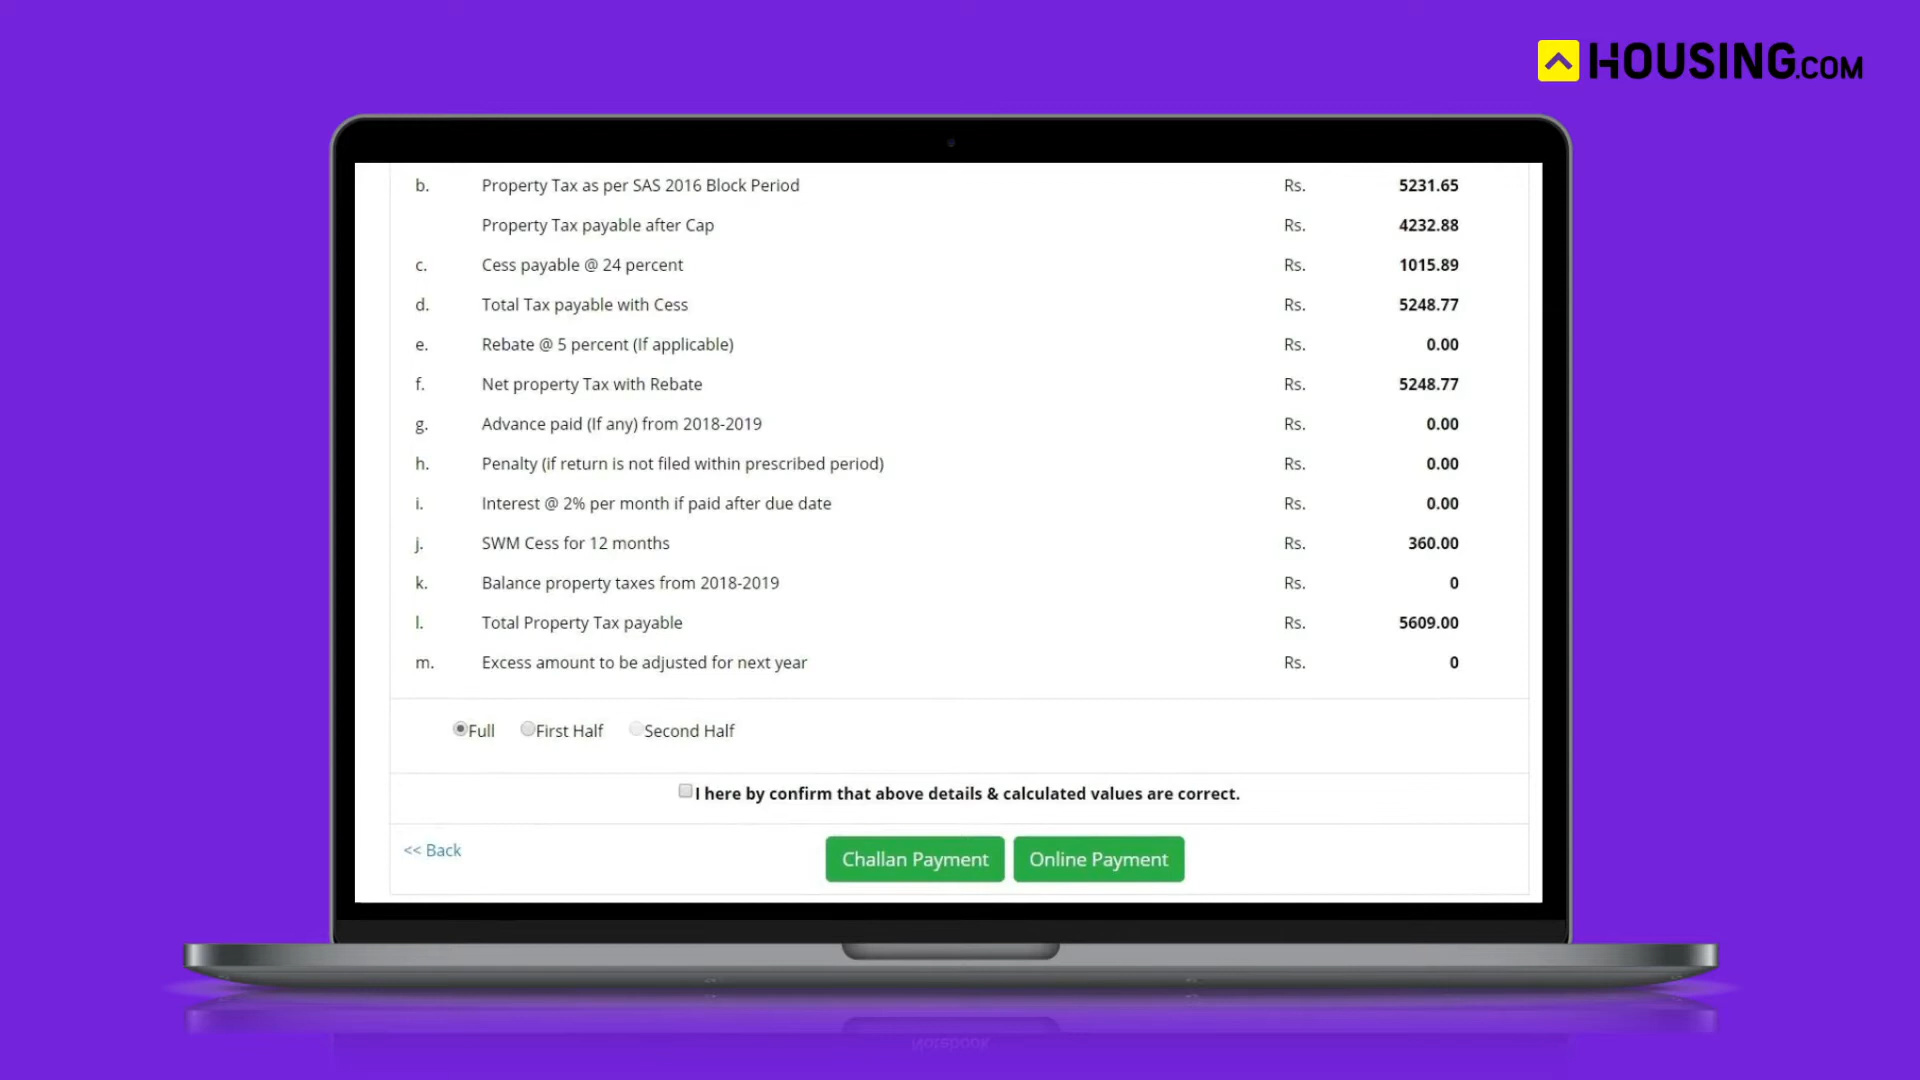 HOUSING.COM
b. Property Tax as per SAS 2016 Block Period Rs. 5231.65
Property Tax payable after Cap Rs. 4232.88
c. Cess payable @ 24 percent Rs. 1015.89
d. Total Tax payable with Cess Rs. 5248.77
e. Rebate @ 5 percent (If applicable) Rs. 0.00
f. Net property Tax with Rebate Rs. 5248.77
g. Advance paid (If any) from 2018-2019 Rs. 0.00
h. Penalty (if return is not filed within prescribed period) Rs. 0.00
i. Interest @ 2% per month if paid after due date Rs. 0.00
j. SWM Cess for 12 months Rs. 360.00
k. Balance property taxes from 2018-2019 Rs. 0
l. Total Property Tax payable Rs. 5609.00
m. Excess amount to be adjusted for next year Rs. 0
Full First Half Second Half
I here by confirm that above details & calculated values are correct.
<< Back Challan Payment Online Payment
Notebook